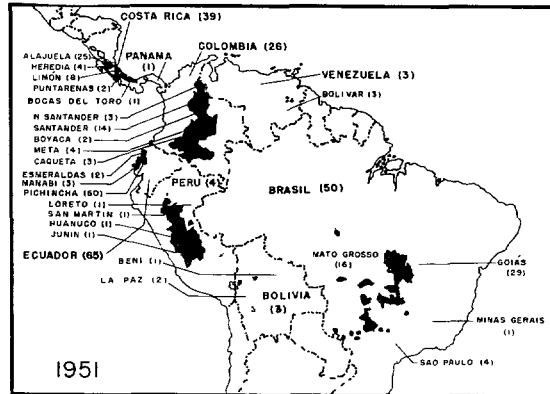 COSTA RICA (39)
ALAJUELA (25)
HEREDIA (4)
LIMÓN (8)
PUNTARENAS (2)
PANAMA
(1)
BOCAS DEL TORO (1)
COLOMBIA (26)
N SANTANDER (3)
SANTANDER (14)
BOYACA (2)
META (4)
CAQUETA (3)
VENEZUELA (3)
BOLIVAR (3)
ESMERALDAS (2)
MANABI (3)
PICHINCHA (60)
PERU (4)
LORETO (1)
SAN MARTIN (1)
HUANUCO (1)
JUNIN (1)
ECUADOR (65)
BRASIL (50)
BENI (1)
LA PAZ (2)
BOLIVIA
(3)
MATO GROSSO
(16)
GOIAS
(29)
MINAS GERAIS
(1)
SAO PAULO (4)
1951